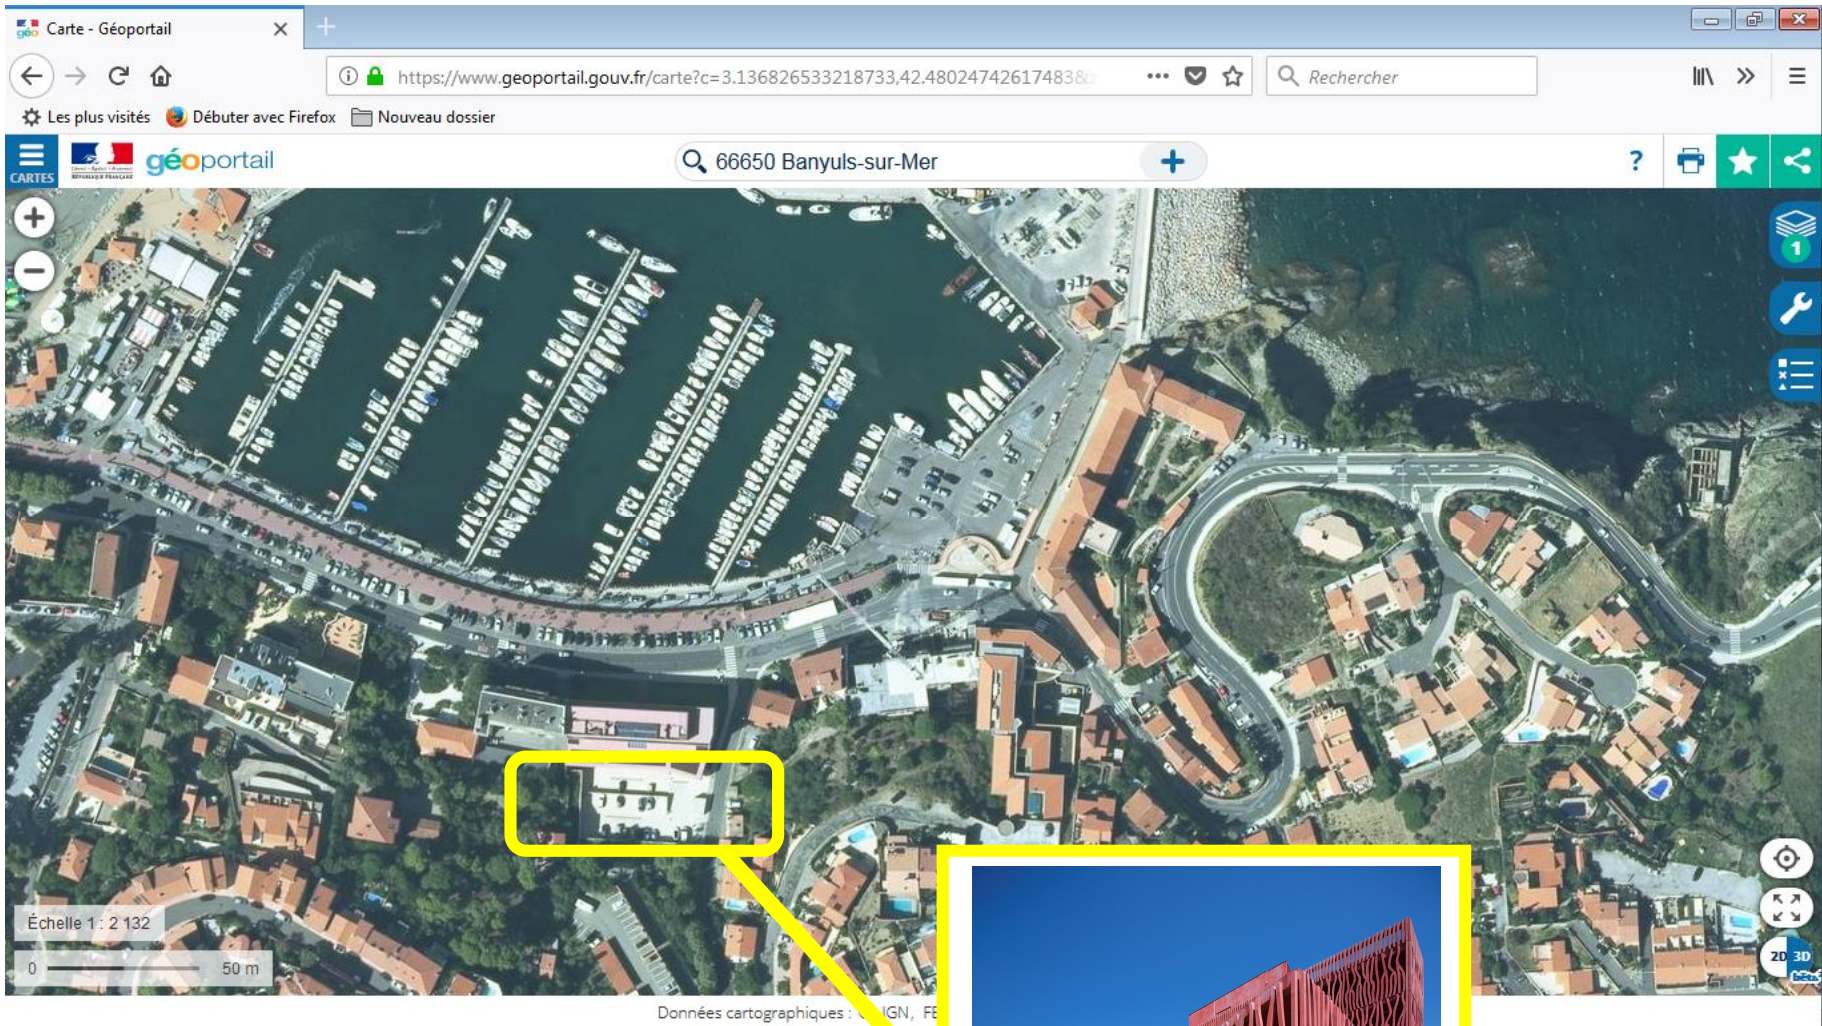 Carte - Géoportail
https://www.geoportail.gouv.fr/carte?c=3.136826533218733,42.48024742617483&
Rechercher
Les plus visités
Débuter avec Firefox
Nouveau dossier
CARTES
géoportail
66650 Banyuls-sur-Mer
?
1
Échelle 1 : 2 132
0
50 m
2D 3D
bêta
Données cartographiques : © IGN, FE